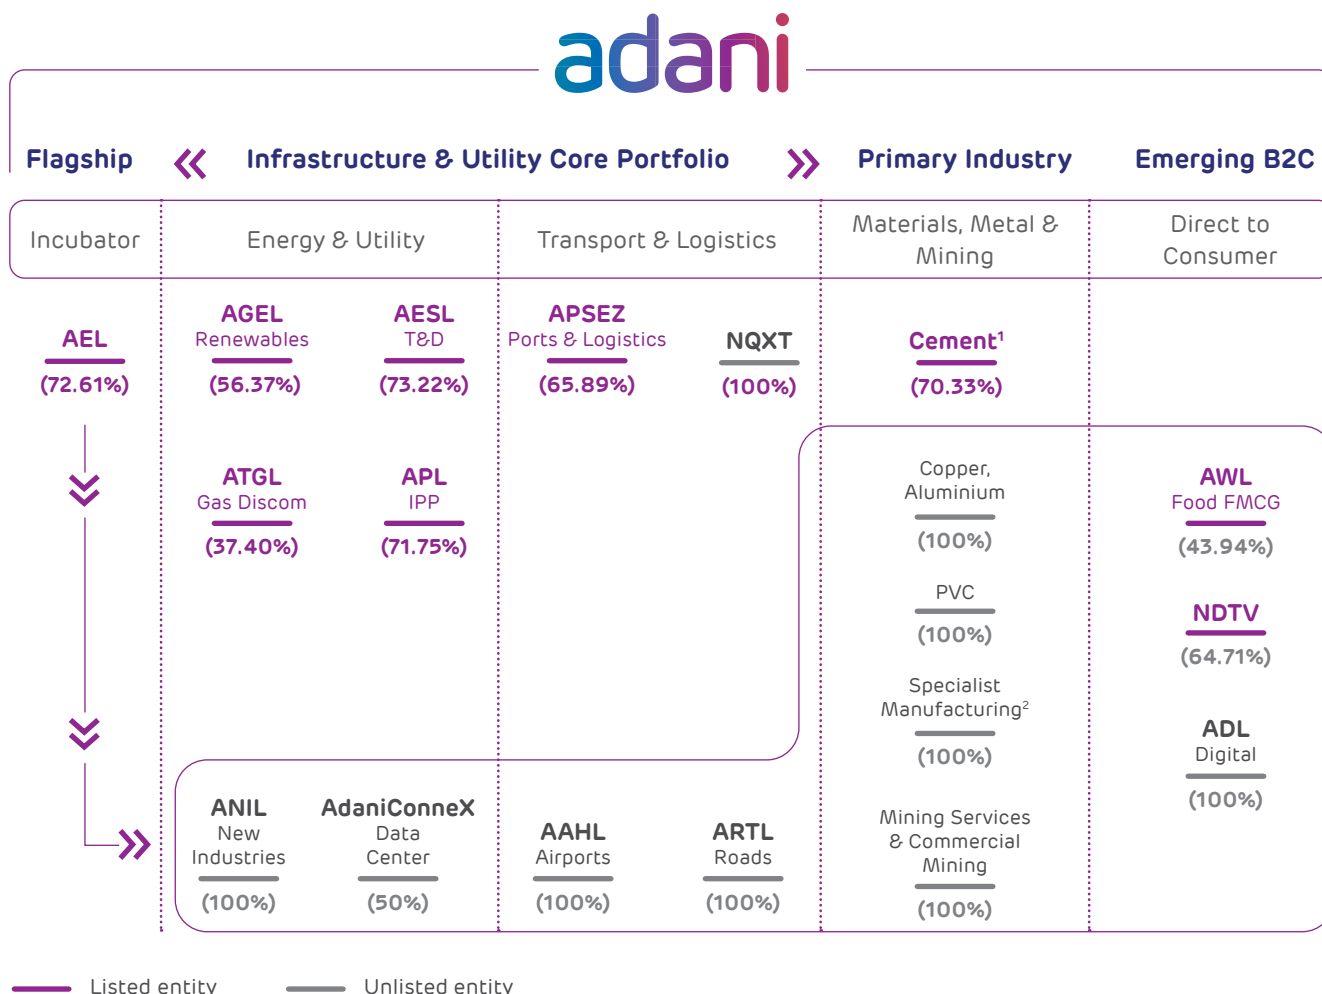 adani
Flagship
Infrastructure & Utility Core Portfolio
Primary Industry
Emerging B2C
Incubator
Energy & Utility
Transport & Logistics
Materials, Metal &
Mining
Direct to
Consumer
AEL
(72.61%)
AGEL
Renewables
(56.37%)
AESL
T&D
(73.22%)
APSEZ
Ports & Logistics
(65.89%)
NQXT
(100%)
Cement¹
(70.33%)
ATGL
Gas Discom
(37.40%)
APL
IPP
(71.75%)
Copper,
Aluminium
(100%)
PVC
(100%)
Specialist
Manufacturing²
(100%)
Mining Services
& Commercial
Mining
(100%)
AWL
Food FMCG
(43.94%)
NDTV
(64.71%)
ADL
Digital
(100%)
ANIL
New
Industries
(100%)
AdaniConneX
Data
Center
(50%)
AAHL
Airports
(100%)
ARTL
Roads
(100%)
Listed entity
Unlisted entity